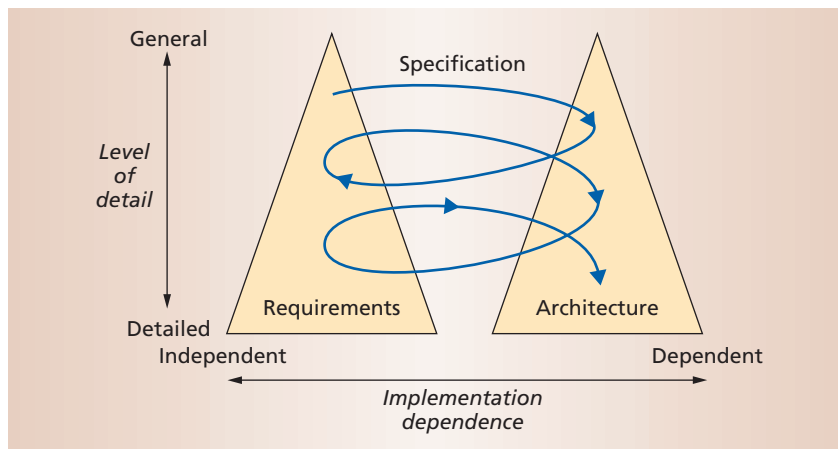 General
Specification
Level
of
detail
Requirements
Architecture
Detailed
Independent
Dependent
Implementation
dependence